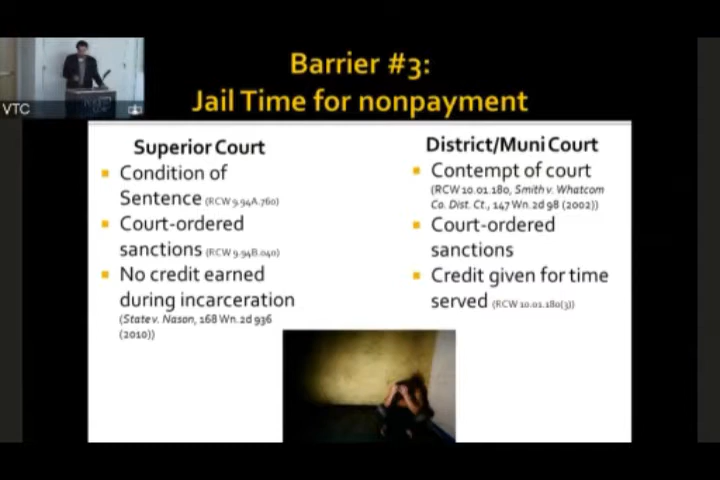 Barrier #3:
Jail Time for nonpayment
VTC
Superior Court
Condition of
Sentence (RCW 9.94A.760)
Court-ordered
sanctions (RCW 9.94B.040)
No credit earned
during incarceration
(State v. Nason, 168 Wn.2d 936
(2010))
District/Muni Court
Contempt of court
(RCW 10.01.180, Smith v. Whatcom
Co. Dist. Ct., 147 Wn.2d 98 (2002))
Court-ordered
sanctions
Credit given for time
served (RCW 10.01.180(3))